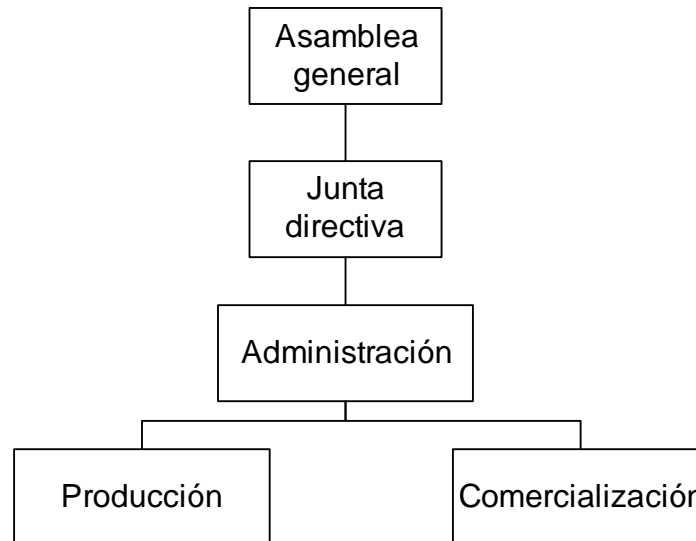 Asamblea
general
Junta
directiva
Administración
Producción
Comercialización